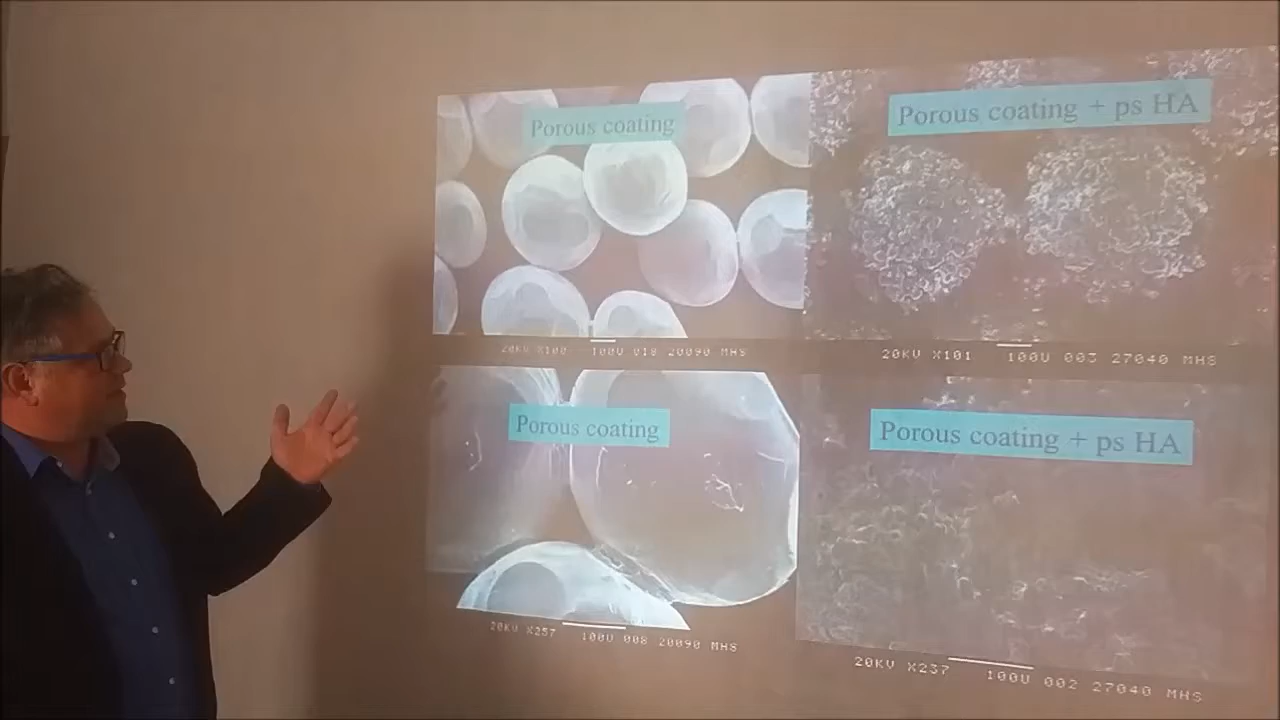 Porous coating
Porous coating + ps HA
20KV X100 100U 018 20090 MHS
20KV X101 100U 003 27040 MHS
Porous coating
Porous coating + ps HA
20KV X257 100U 008 20090 MHS
20KV X237 100U 002 27040 MHS